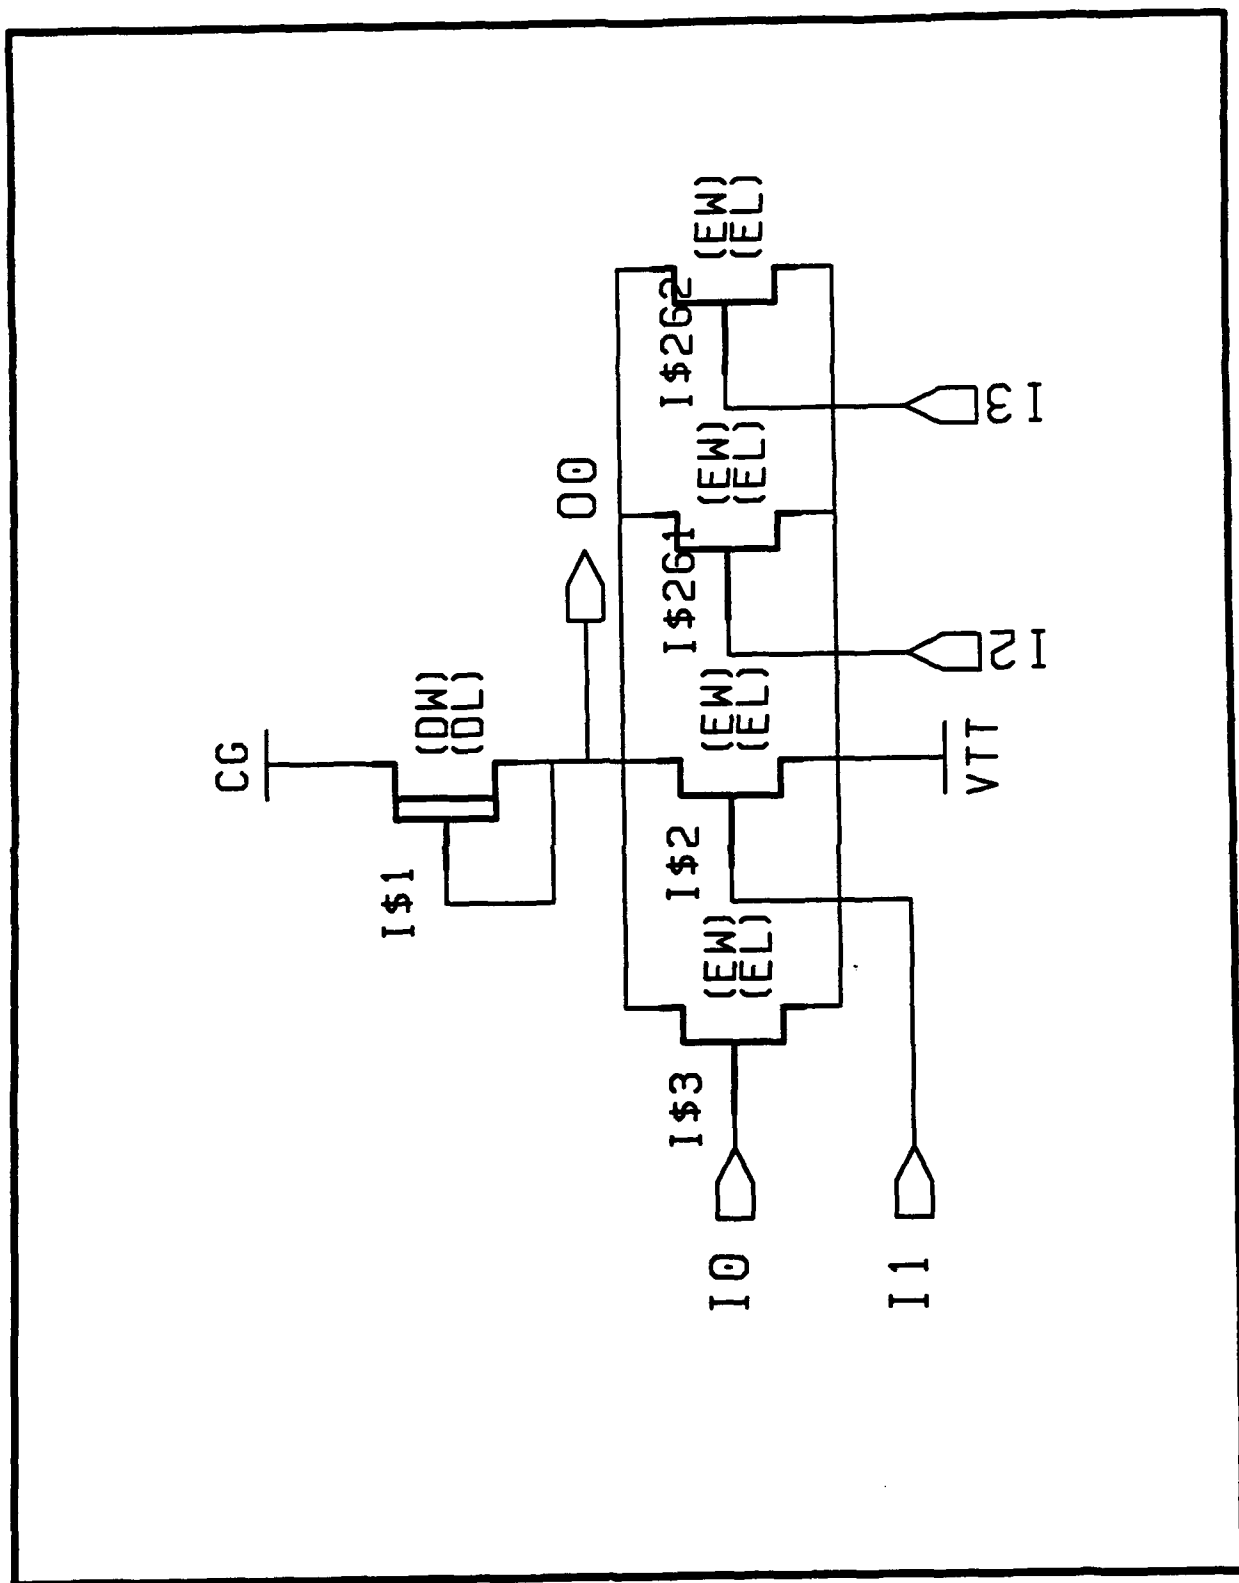 CG
I$1
(DW)
(DL)
O0
I$3
(EW)
(EL)
I$2
(EW)
(EL)
I$261
(EW)
(EL)
I$262
(EW)
(EL)
I0
I1
VTT
I2
I3